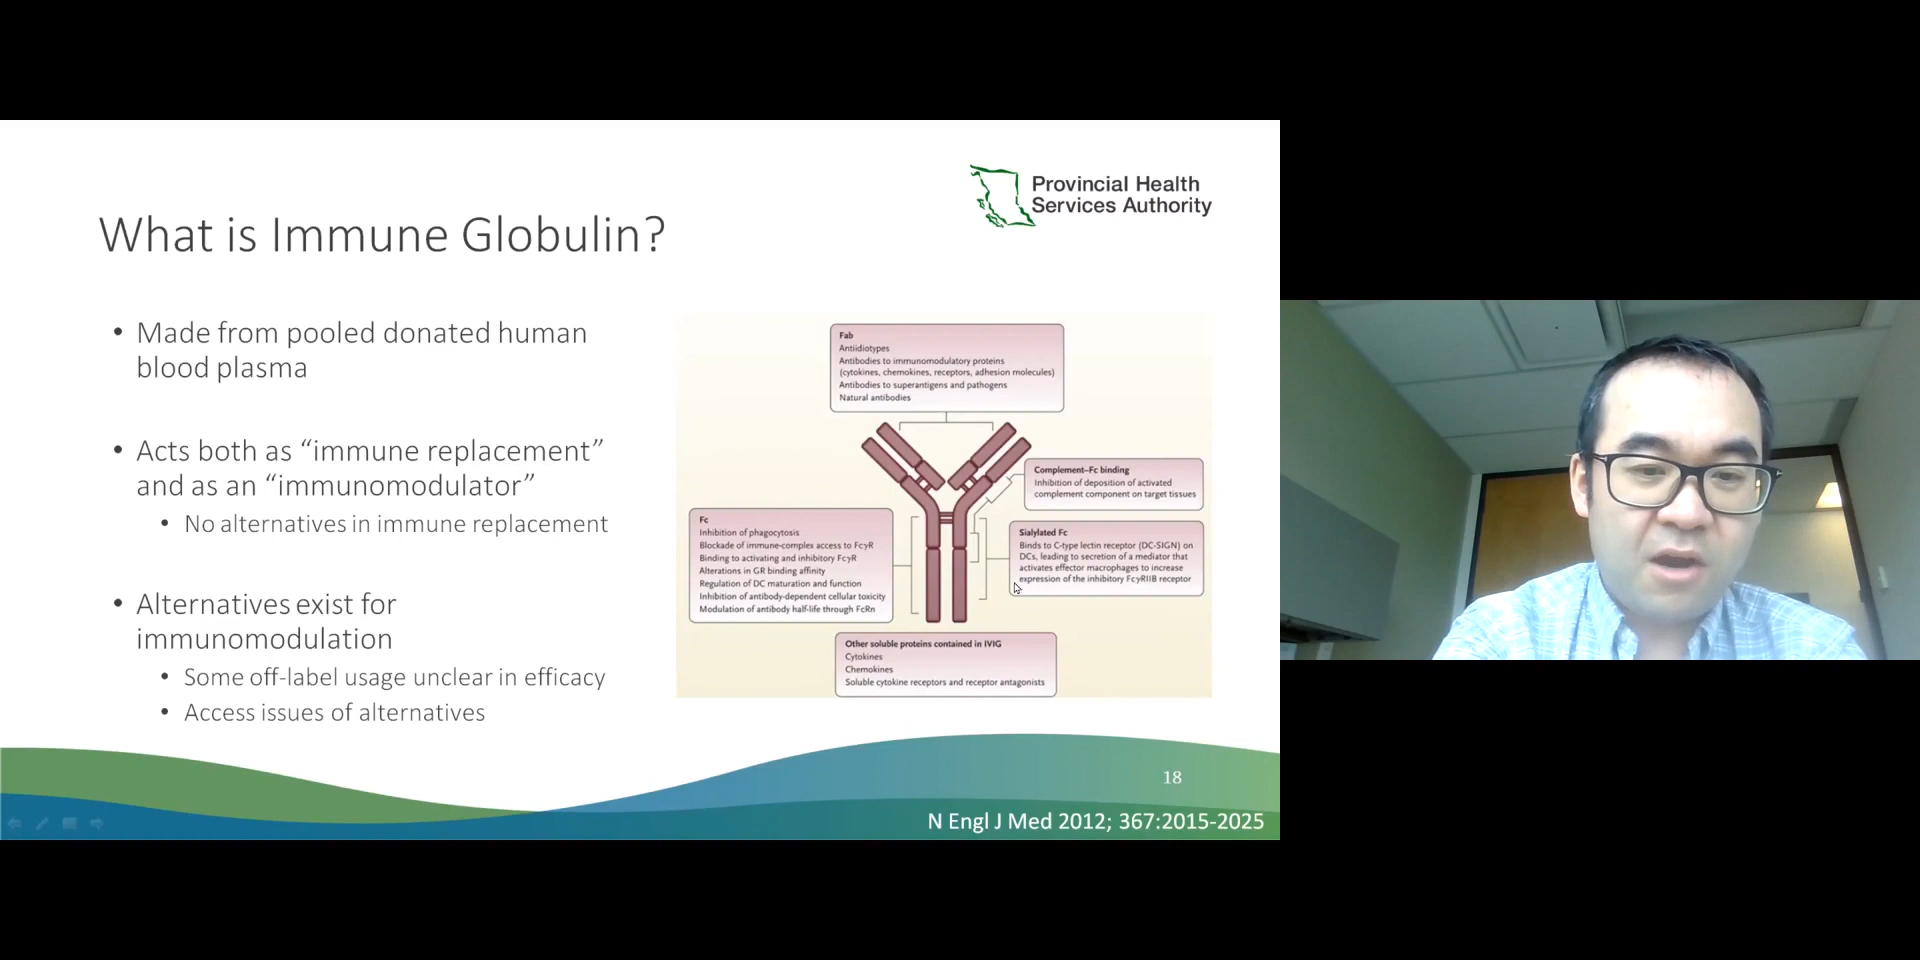 Provincial Health
Services Authority
What is Immune Globulin?
• Made from pooled donated human
blood plasma
• Acts both as “immune replacement”
and as an “immunomodulator”
• No alternatives in immune replacement
• Alternatives exist for
immunomodulation
• Some off-label usage unclear in efficacy
• Access issues of alternatives
Fab
Antiidiotypes
Antibodies to immunomodulatory proteins
(cytokines, chemokines, receptors, adhesion molecules)
Antibodies to superantigens and pathogens
Natural antibodies
Complement–Fc binding
Inhibition of deposition of activated
complement component on target tissues
Fc
Inhibition of phagocytosis
Blockade of immune-complex access to FcγR
Binding to activating and inhibitory FcγR
Alterations in GR binding affinity
Regulation of DC maturation and function
Inhibition of antibody-dependent cellular toxicity
Modulation of antibody half-life through FcRn
Sialylated Fc
Binds to C-type lectin receptor (DC-SIGN) on
DCs, leading to secretion of a mediator that
activates effector macrophages to increase
expression of the inhibitory FcγRIIB receptor
Other soluble proteins contained in IVIG
Cytokines
Chemokines
Soluble cytokine receptors and receptor antagonists
18
N Engl J Med 2012; 367:2015-2025